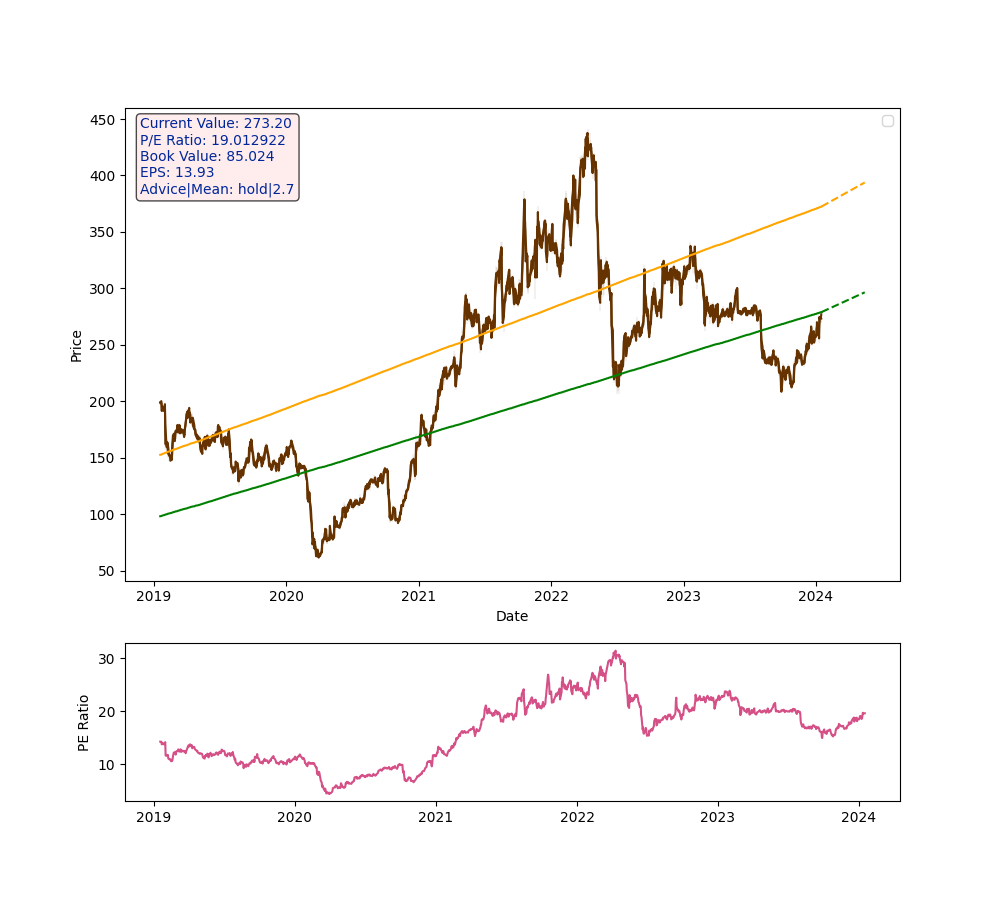 450
400
350
300
250
200
150
100
50
Price
Current Value: 273.20
P/E Ratio: 19.012922
Book Value: 85.024
EPS: 13.93
Advice|Mean: hold|2.7
2019 2020 2021 2022 2023 2024
Date
30
20
10
PE Ratio
2019 2020 2021 2022 2023 2024